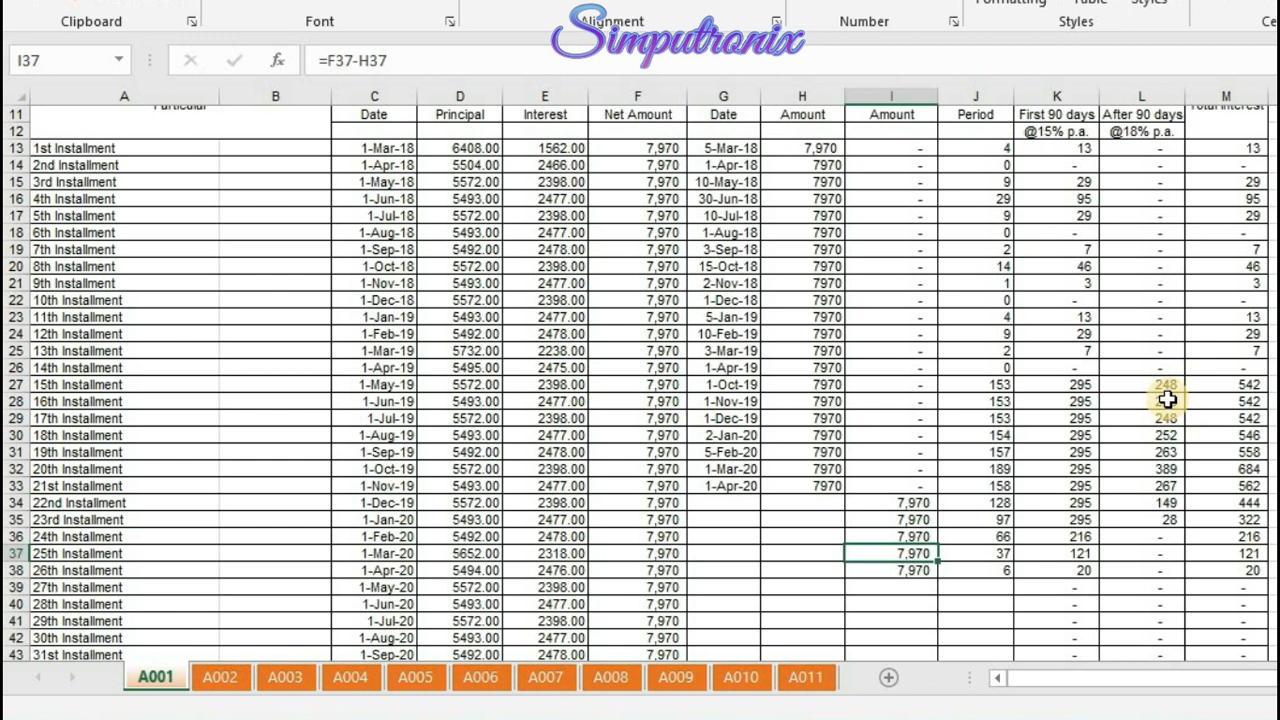 Formatting Table Styles
Clipboard Font Alignment Number Styles Ce
Simputronix
I37 fx =F37-H37
A B C D E F G H I J K L M
Particular Total Interest
11 Date Principal Interest Net Amount Date Amount Amount Period First 90 days After 90 days
12 @15% p.a. @18% p.a.
13 1st Installment 1-Mar-18 6408.00 1562.00 7,970 5-Mar-18 7,970 - 4 13 - 13
14 2nd Installment 1-Apr-18 5504.00 2466.00 7,970 1-Apr-18 7970 - 0 - - -
15 3rd Installment 1-May-18 5572.00 2398.00 7,970 10-May-18 7970 - 9 29 - 29
16 4th Installment 1-Jun-18 5493.00 2477.00 7,970 30-Jun-18 7970 - 29 95 - 95
17 5th Installment 1-Jul-18 5572.00 2398.00 7,970 10-Jul-18 7970 - 9 29 - 29
18 6th Installment 1-Aug-18 5493.00 2477.00 7,970 1-Aug-18 7970 - 0 - - -
19 7th Installment 1-Sep-18 5492.00 2478.00 7,970 3-Sep-18 7970 - 2 7 - 7
20 8th Installment 1-Oct-18 5572.00 2398.00 7,970 15-Oct-18 7970 - 14 46 - 46
21 9th Installment 1-Nov-18 5493.00 2477.00 7,970 2-Nov-18 7970 - 1 3 - 3
22 10th Installment 1-Dec-18 5572.00 2398.00 7,970 1-Dec-18 7970 - 0 - - -
23 11th Installment 1-Jan-19 5493.00 2477.00 7,970 5-Jan-19 7970 - 4 13 - 13
24 12th Installment 1-Feb-19 5492.00 2478.00 7,970 10-Feb-19 7970 - 9 29 - 29
25 13th Installment 1-Mar-19 5732.00 2238.00 7,970 3-Mar-19 7970 - 2 7 - 7
26 14th Installment 1-Apr-19 5495.00 2475.00 7,970 1-Apr-19 7970 - 0 - - -
27 15th Installment 1-May-19 5572.00 2398.00 7,970 1-Oct-19 7970 - 153 295 248 542
28 16th Installment 1-Jun-19 5493.00 2477.00 7,970 1-Nov-19 7970 - 153 295 542
29 17th Installment 1-Jul-19 5572.00 2398.00 7,970 1-Dec-19 7970 - 153 295 248 542
30 18th Installment 1-Aug-19 5493.00 2477.00 7,970 2-Jan-20 7970 - 154 295 252 546
31 19th Installment 1-Sep-19 5492.00 2478.00 7,970 5-Feb-20 7970 - 157 295 263 558
32 20th Installment 1-Oct-19 5572.00 2398.00 7,970 1-Mar-20 7970 - 189 295 389 684
33 21st Installment 1-Nov-19 5493.00 2477.00 7,970 1-Apr-20 7970 - 158 295 267 562
34 22nd Installment 1-Dec-19 5572.00 2398.00 7,970 7,970 128 295 149 444
35 23rd Installment 1-Jan-20 5493.00 2477.00 7,970 7,970 97 295 28 322
36 24th Installment 1-Feb-20 5493.00 2477.00 7,970 7,970 66 216 - 216
37 25th Installment 1-Mar-20 5652.00 2318.00 7,970 7,970 37 121 - 121
38 26th Installment 1-Apr-20 5494.00 2476.00 7,970 7,970 6 20 - 20
39 27th Installment 1-May-20 5572.00 2398.00 7,970 - - -
40 28th Installment 1-Jun-20 5493.00 2477.00 7,970 - - -
41 29th Installment 1-Jul-20 5572.00 2398.00 7,970 - - -
42 30th Installment 1-Aug-20 5493.00 2477.00 7,970 - - -
43 31st Installment 1-Sep-20 5492.00 2478.00 7,970 - - -
A001 A002 A003 A004 A005 A006 A007 A008 A009 A010 A011